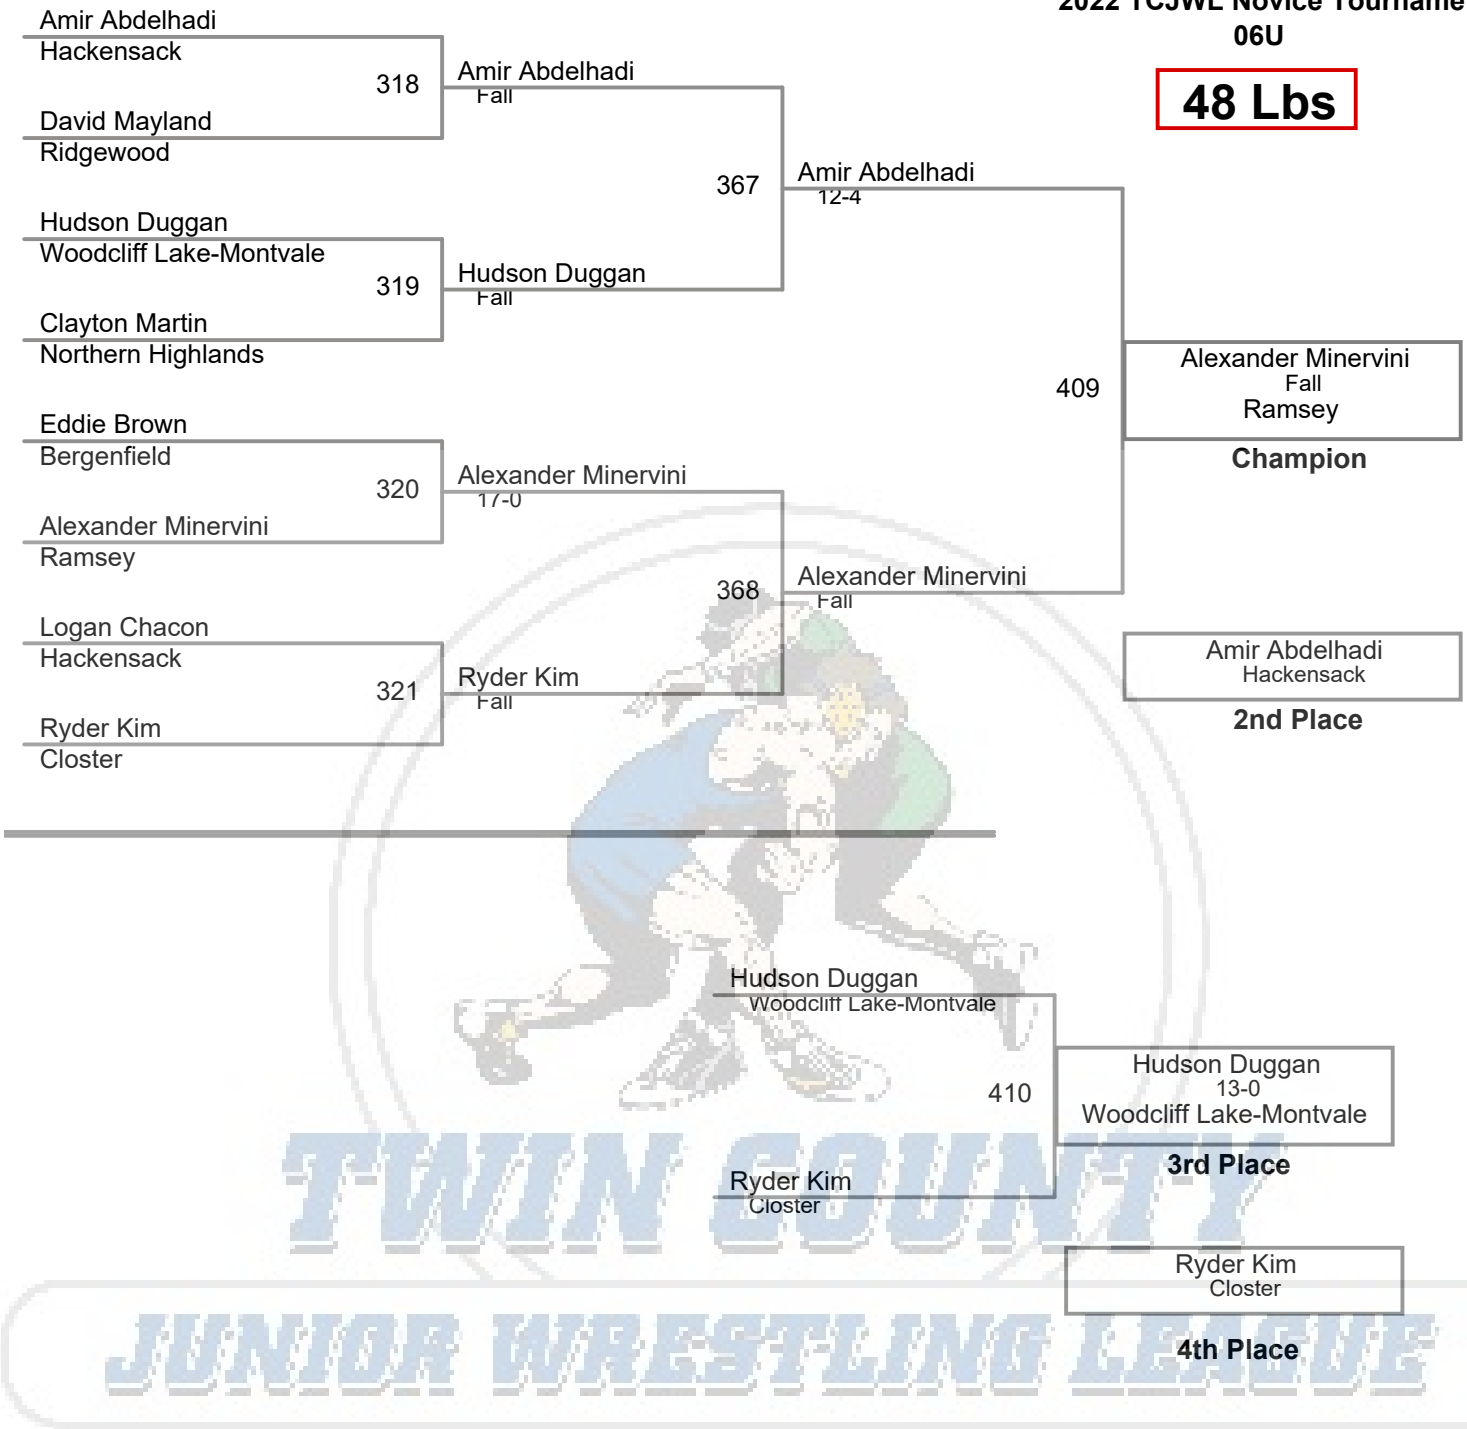 2022 TCJWL Novice Tourname
06U
48 Lbs
Amir Abdelhadi
Hackensack
318
David Mayland
Ridgewood
Amir Abdelhadi
Fall
Hudson Duggan
Woodcliff Lake-Montvale
319
Clayton Martin
Northern Highlands
Hudson Duggan
Fall
367
Amir Abdelhadi
12-4
Eddie Brown
Bergenfield
320
Alexander Minervini
Ramsey
Alexander Minervini
17-0
Logan Chacon
Hackensack
321
Ryder Kim
Closter
Ryder Kim
Fall
368
Alexander Minervini
Fall
409
Alexander Minervini
Fall
Ramsey
Champion
Amir Abdelhadi
Hackensack
2nd Place
Hudson Duggan
Woodcliff Lake-Montvale
410
Ryder Kim
Closter
Hudson Duggan
13-0
Woodcliff Lake-Montvale
3rd Place
Ryder Kim
Closter
4th Place
TWIN COUNTY
JUNIOR WRESTLING LEAGUE